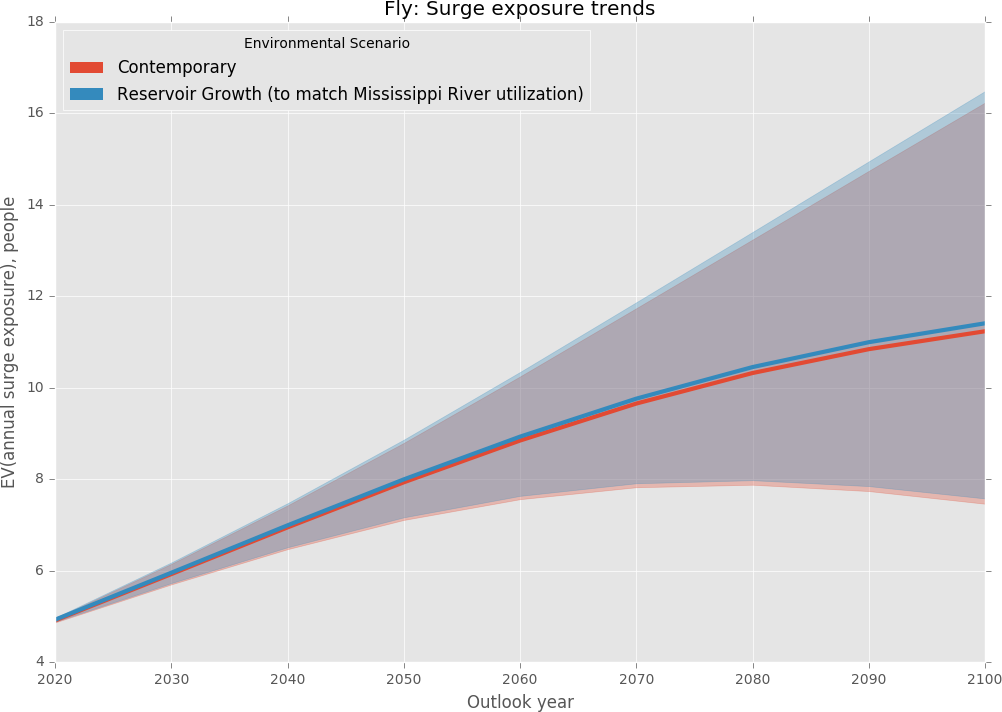 Fly: Surge exposure trends
Environmental Scenario
Contemporary
Reservoir Growth (to match Mississippi River utilization)
EV(annual surge exposure), people
18
16
14
12
10
8
6
4
2020 2030 2040 2050 2060 2070 2080 2090 2100
Outlook year